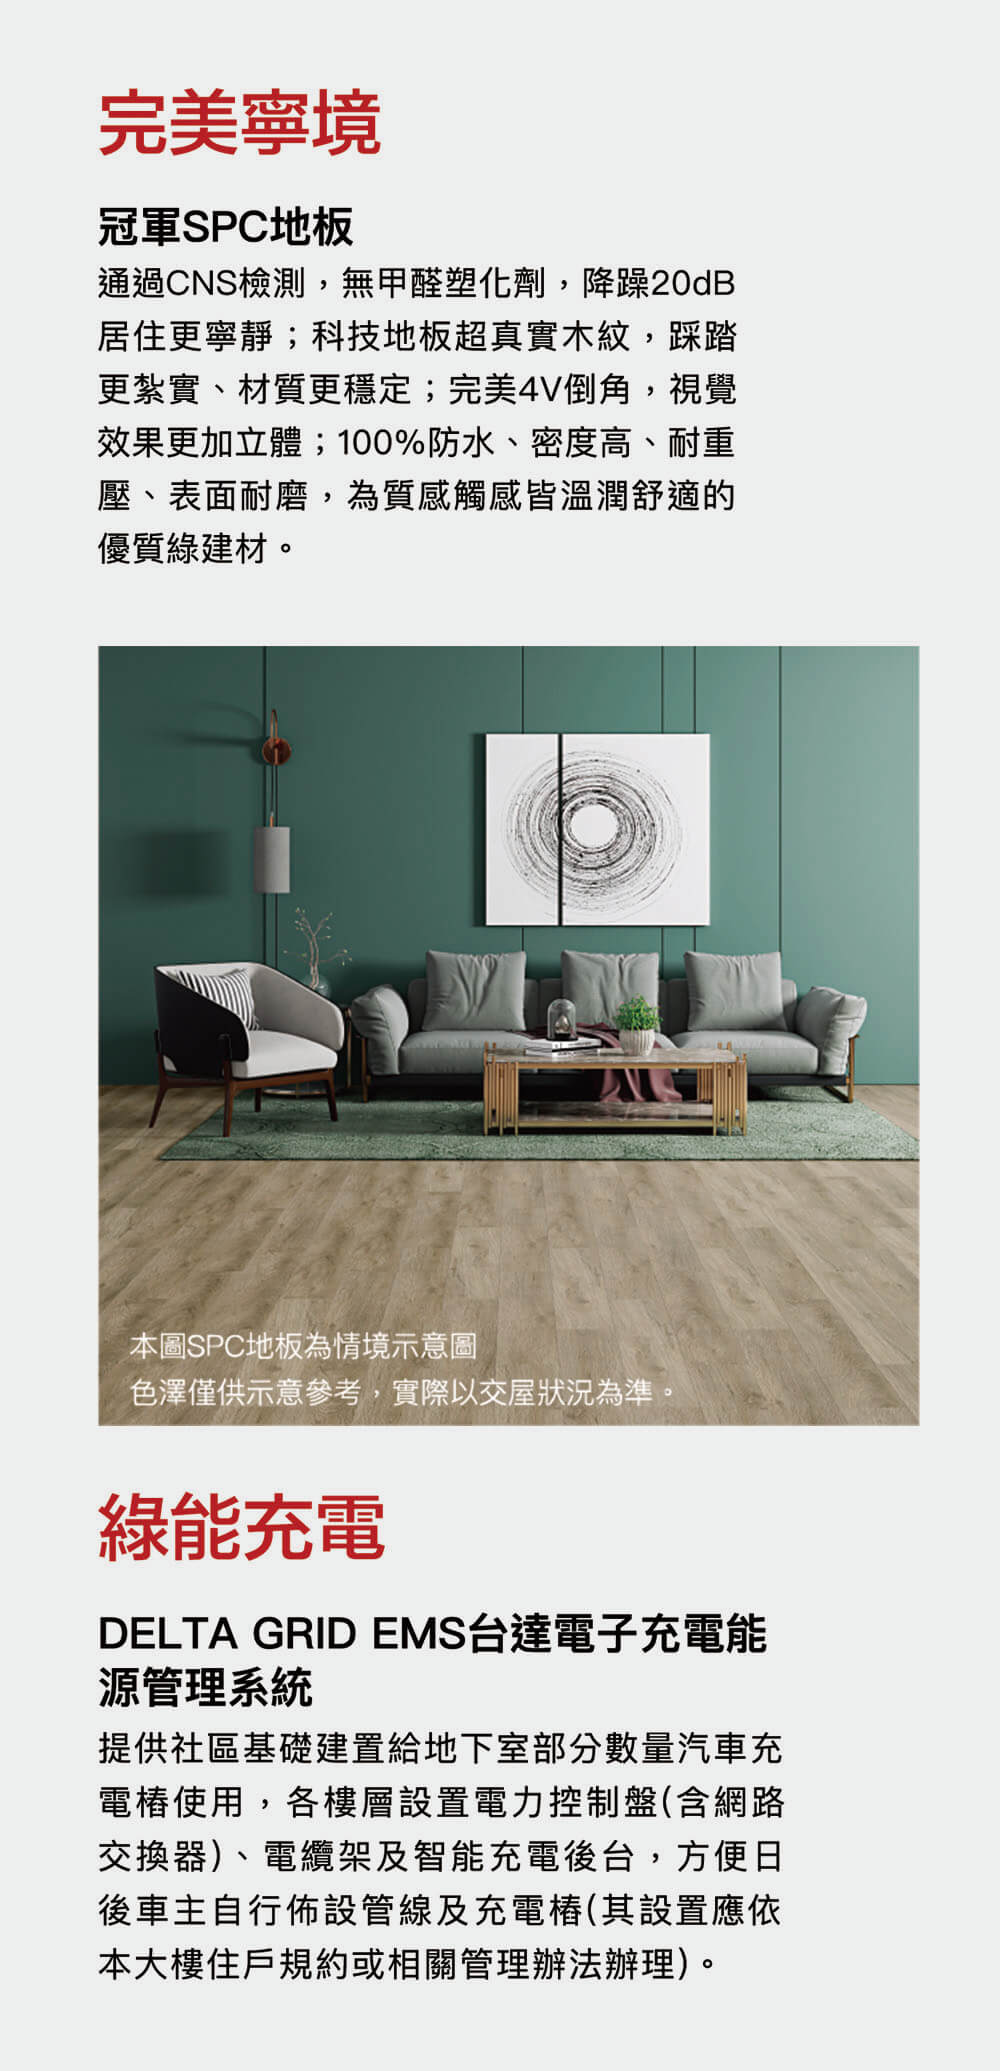 完美寧境
冠軍SPC地板
通過CNS檢測，無甲醛塑化劑，降躁20dB
居住更寧靜；科技地板超真實木紋，踩踏
更紮實、材質更穩定；完美4V倒角，視覺
效果更加立體；100%防水、密度高、耐重
壓、表面耐磨，為質感觸感皆溫潤舒適的
優質綠建材。
本圖SPC地板為情境示意圖
色澤僅供示意參考，實際以交屋狀況為準。
綠能充電
DELTA GRID EMS台達電子充電能
源管理系統
提供社區基礎建置給地下室部分數量汽車充
電樁使用，各樓層設置電力控制盤(含網路
交換器)、電纜架及智能充電後台，方便日
後車主自行佈設管線及充電樁(其設置應依
本大樓住戶規約或相關管理辦法辦理)。